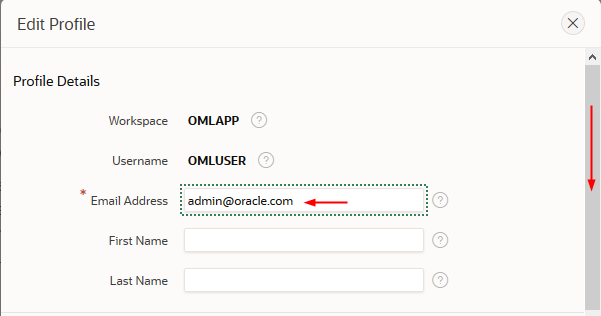 Edit Profile
Profile Details
Workspace OMLAPP ?
Username OMLUSER ?
* Email Address admin@oracle.com ?
First Name ?
Last Name ?